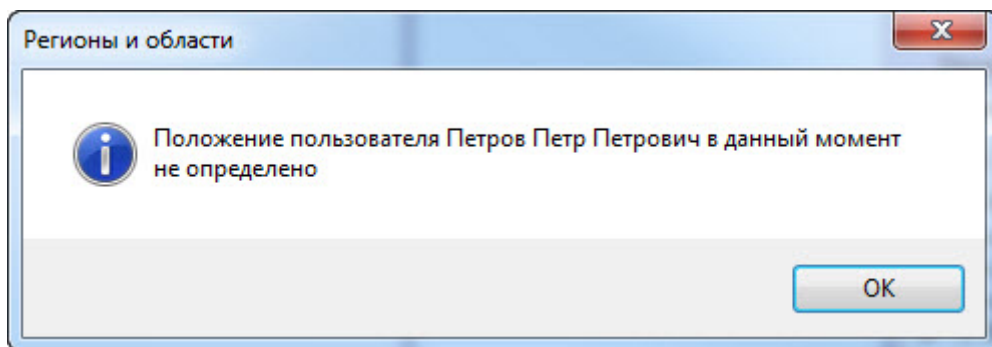 Регионы и области
Положение пользователя Петров Петр Петрович в данный момент
не определено
OK